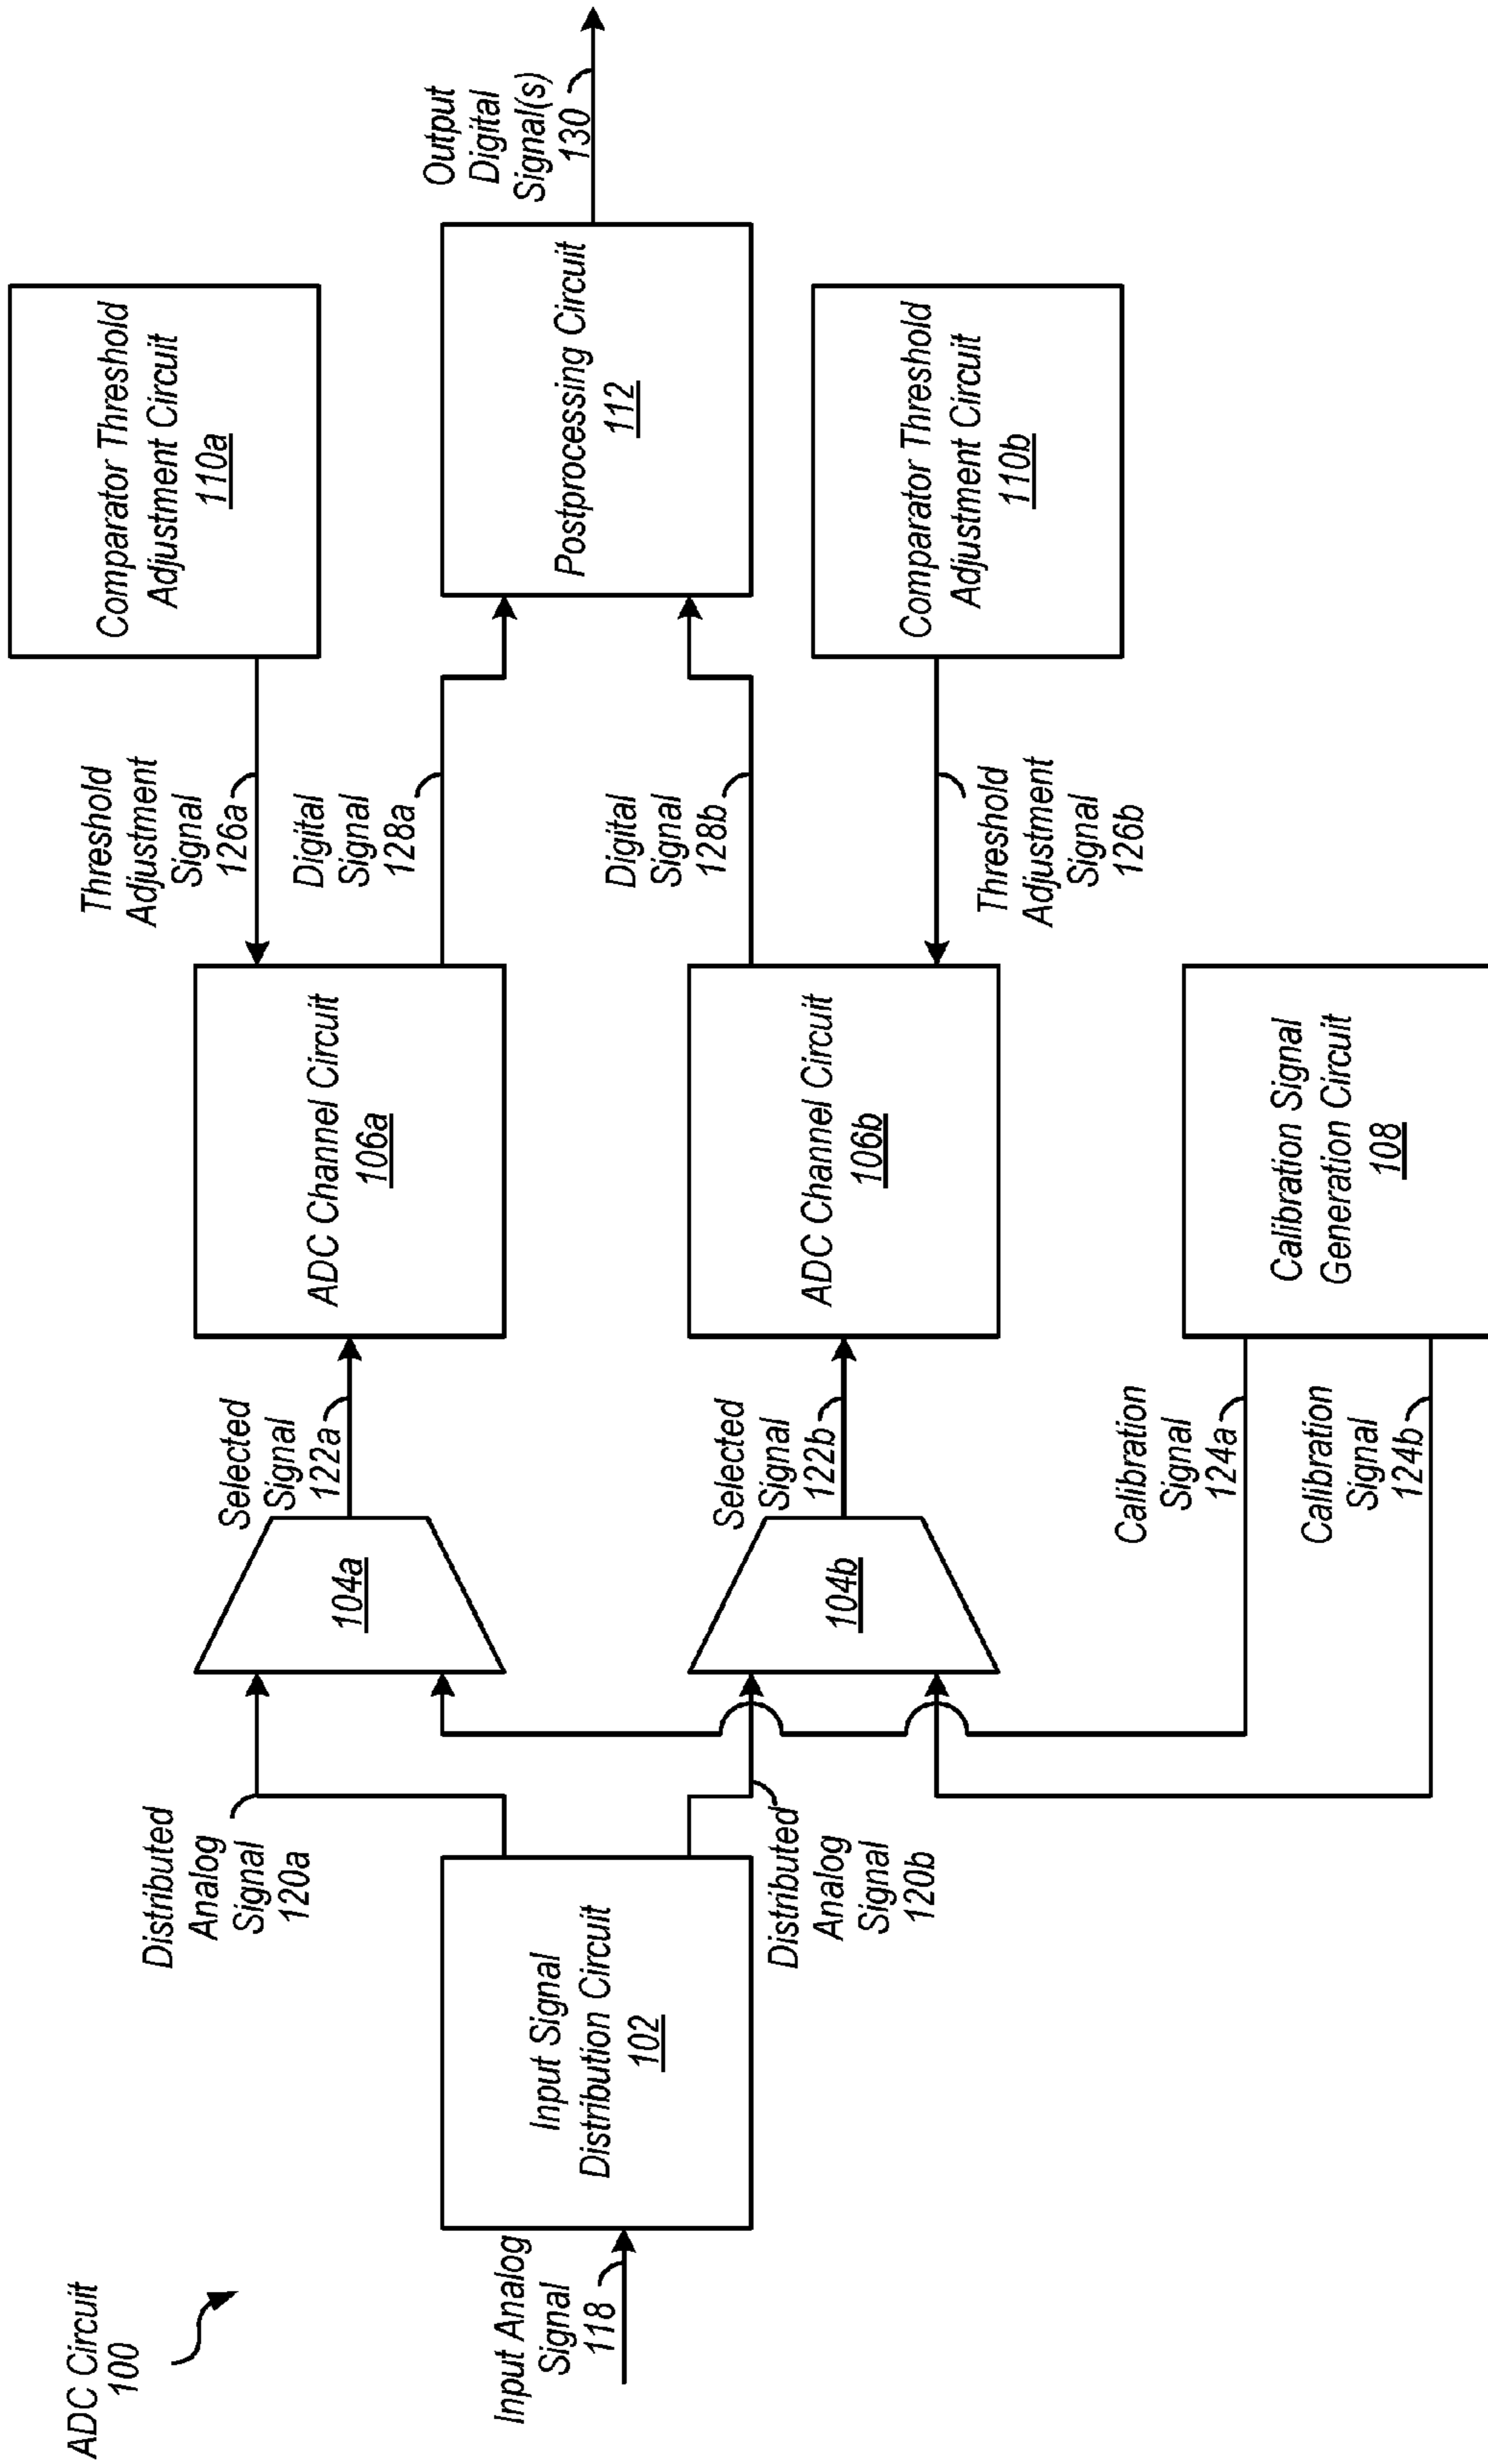 ADC Circuit
100
Input Analog
Signal
118
Input Signal
Distribution Circuit
102
Distributed
Analog
Signal
120a
Distributed
Analog
Signal
120b
104a
104b
Selected
Signal
122a
Selected
Signal
122b
Calibration
Signal
124a
Calibration
Signal
124b
ADC Channel Circuit
106a
ADC Channel Circuit
106b
Calibration Signal
Generation Circuit
108
Threshold
Adjustment
Signal
126a
Digital
Signal
128a
Digital
Signal
128b
Threshold
Adjustment
Signal
126b
Comparator Threshold
Adjustment Circuit
110a
Postprocessing Circuit
112
Comparator Threshold
Adjustment Circuit
110b
Output
Digital
Signal(s)
130